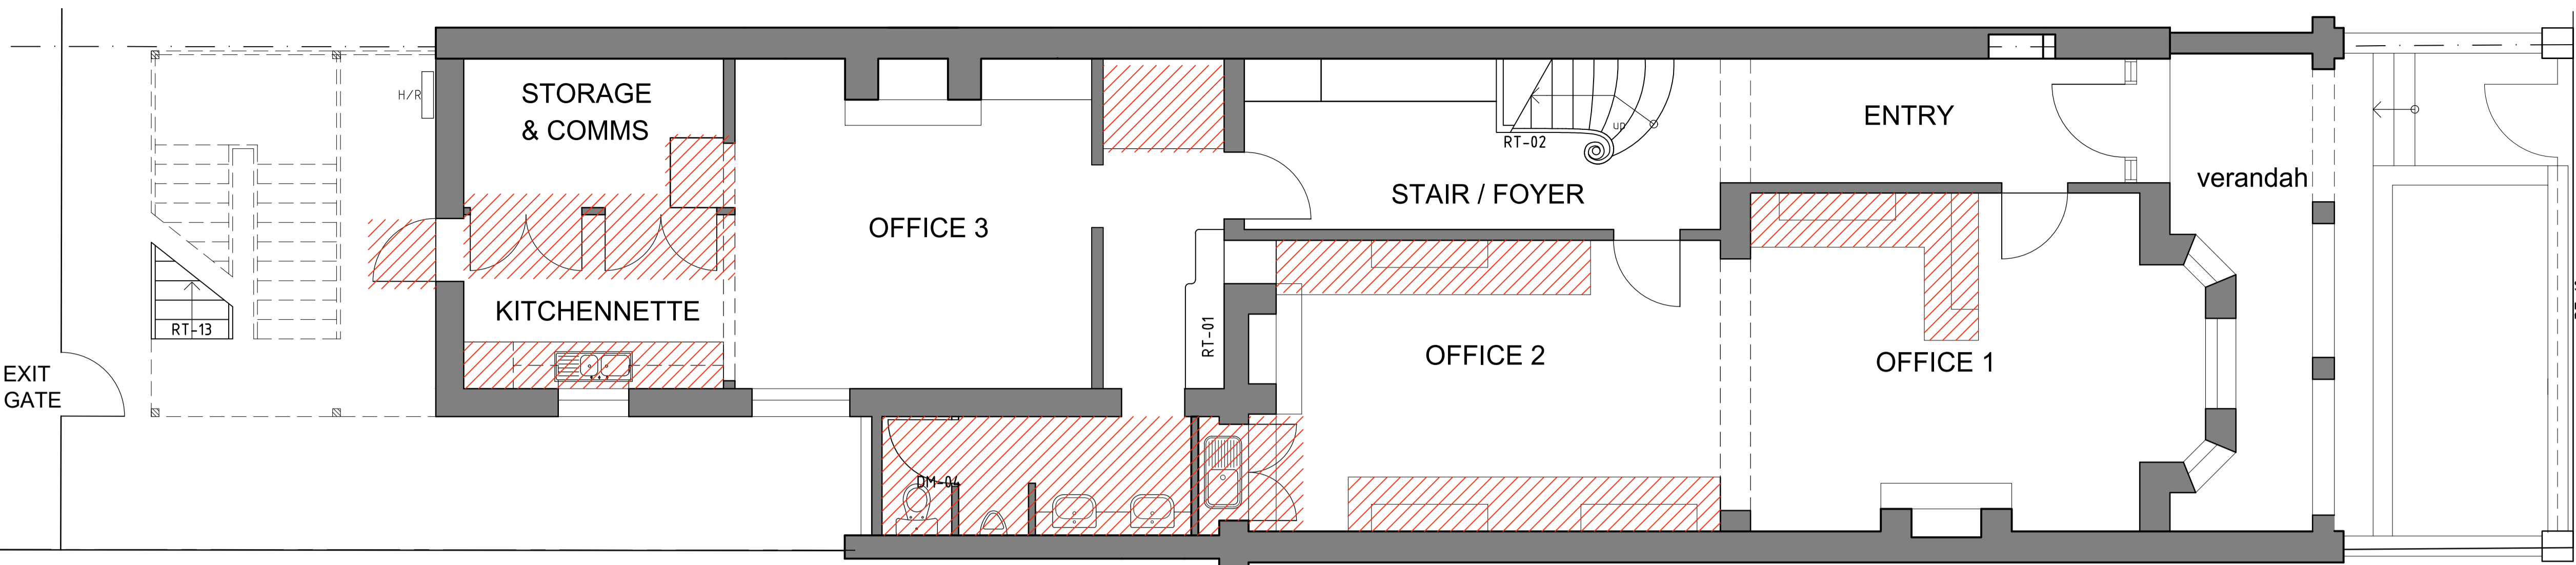 STORAGE
& COMMS
H/R
OFFICE 3
KITCHENNETTE
RT-13
EXIT
GATE
DM-04
RT-01
UP
RT-02
STAIR / FOYER
ENTRY
verandah
OFFICE 2
OFFICE 1